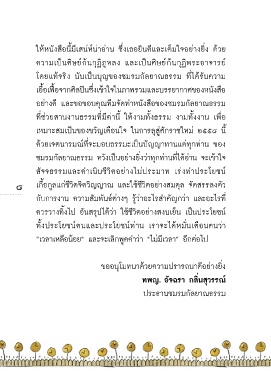 ให้หนังสือนี้มีเสน่ห์น่าอ่าน ซึ่งเธอยินดีและเต็มใจอย่างยิ่ง ด้วย
ความเป็นศิษย์ก้นกุฏิภูหลง และเป็นศิษย์ก้นกุฏิพระอาจารย์
โดยแท้จริง นับเป็นบุญของชมรมกัลยาณธรรม ที่ได้รับความ
เอื้อเฟื้อจากศิลปินซึ่งเข้าใจในภาพรวมและบรรยากาศของหนังสือ
อย่างดี และขอขอบคุณทีมจัดทำหนังสือของชมรมกัลยาณธรรม
ที่ช่วยสานงานธรรมที่มีค่านี้ ให้งามทั้งธรรม งามทั้งงาน เพื่อ
เหมาะสมเป็นของขวัญเตือนใจ ในการสู่ศักราชใหม่ ๒๕๕๘ นี้
ด้วยเจตนารมณ์ที่จะมอบธรรมะเป็นปัญญาทานแด่ทุกท่าน ของ
ชมรมกัลยาณธรรม หวังเป็นอย่างยิ่งว่าทุกท่านที่ได้อ่าน จะเข้าใจ
สัจธรรมและดำเนินชีวิตอย่างไม่ประมาท เร่งทำประโยชน์
เกื้อกูลแก่ชีวิตจิตวิญญาณ และใช้ชีวิตอย่างสมดุล จัดสรรลงตัว
กับการงาน ความสัมพันธ์ต่างๆ รู้ว่าอะไรสำคัญกว่า และอะไรที่
ควรวางทิ้งไป อันสรุปได้ว่า ใช้ชีวิตอย่างสงบเย็น เป็นประโยชน์
ทั้งประโยชน์ตนและประโยชน์ท่าน เราจะได้หมั่นเตือนตนว่า
"เวลาเหลือน้อย" และจะเลิกพูดคำว่า "ไม่มีเวลา" อีกต่อไป
๘
ขออนุโมทนาด้วยความปรารถนาดีอย่างยิ่ง
ทพญ. อัจฉรา กลิ่นสุวรรณ์
ประธานชมรมกัลยาณธรรม